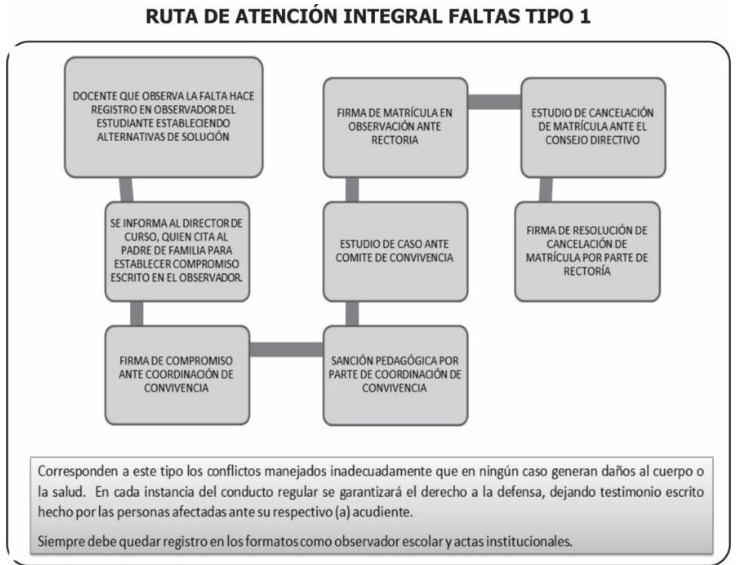 RUTA DE ATENCIÓN INTEGRAL FALTAS TIPO 1
DOCENTE QUE OBSERVA LA FALTA HACE
REGISTRO EN OBSERVADOR DEL
ESTUDIANTE ESTABLECIENDO
ALTERNATIVAS DE SOLUCIÓN
SE INFORMA AL DIRECTOR DE
CURSO, QUIEN CITA AL
PADRE DE FAMILIA PARA
ESTABLECER COMPROMISO
ESCRITO EN EL OBSERVADOR.
FIRMA DE COMPROMISO
ANTE COORDINACIÓN DE
CONVIVENCIA
SANCIÓN PEDAGÓGICA POR
PARTE DE COORDINACIÓN DE
CONVIVENCIA
ESTUDIO DE CASO ANTE
COMITE DE CONVIVENCIA
FIRMA DE MATRÍCULA EN
OBSERVACIÓN ANTE
RECTORIA
ESTUDIO DE CANCELACIÓN
DE MATRÍCULA ANTE EL
CONSEJO DIRECTIVO
FIRMA DE RESOLUCIÓN DE
CANCELACIÓN DE
MATRÍCULA POR PARTE DE
RECTORÍA
Corresponden a este tipo los conflictos manejados inadecuadamente que en ningún caso generan daños al cuerpo o
la salud. En cada instancia del conducto regular se garantizará el derecho a la defensa, dejando testimonio escrito
hecho por las personas afectadas ante su respectivo (a) acudiente.
Siempre debe quedar registro en los formatos como observador escolar y actas institucionales.